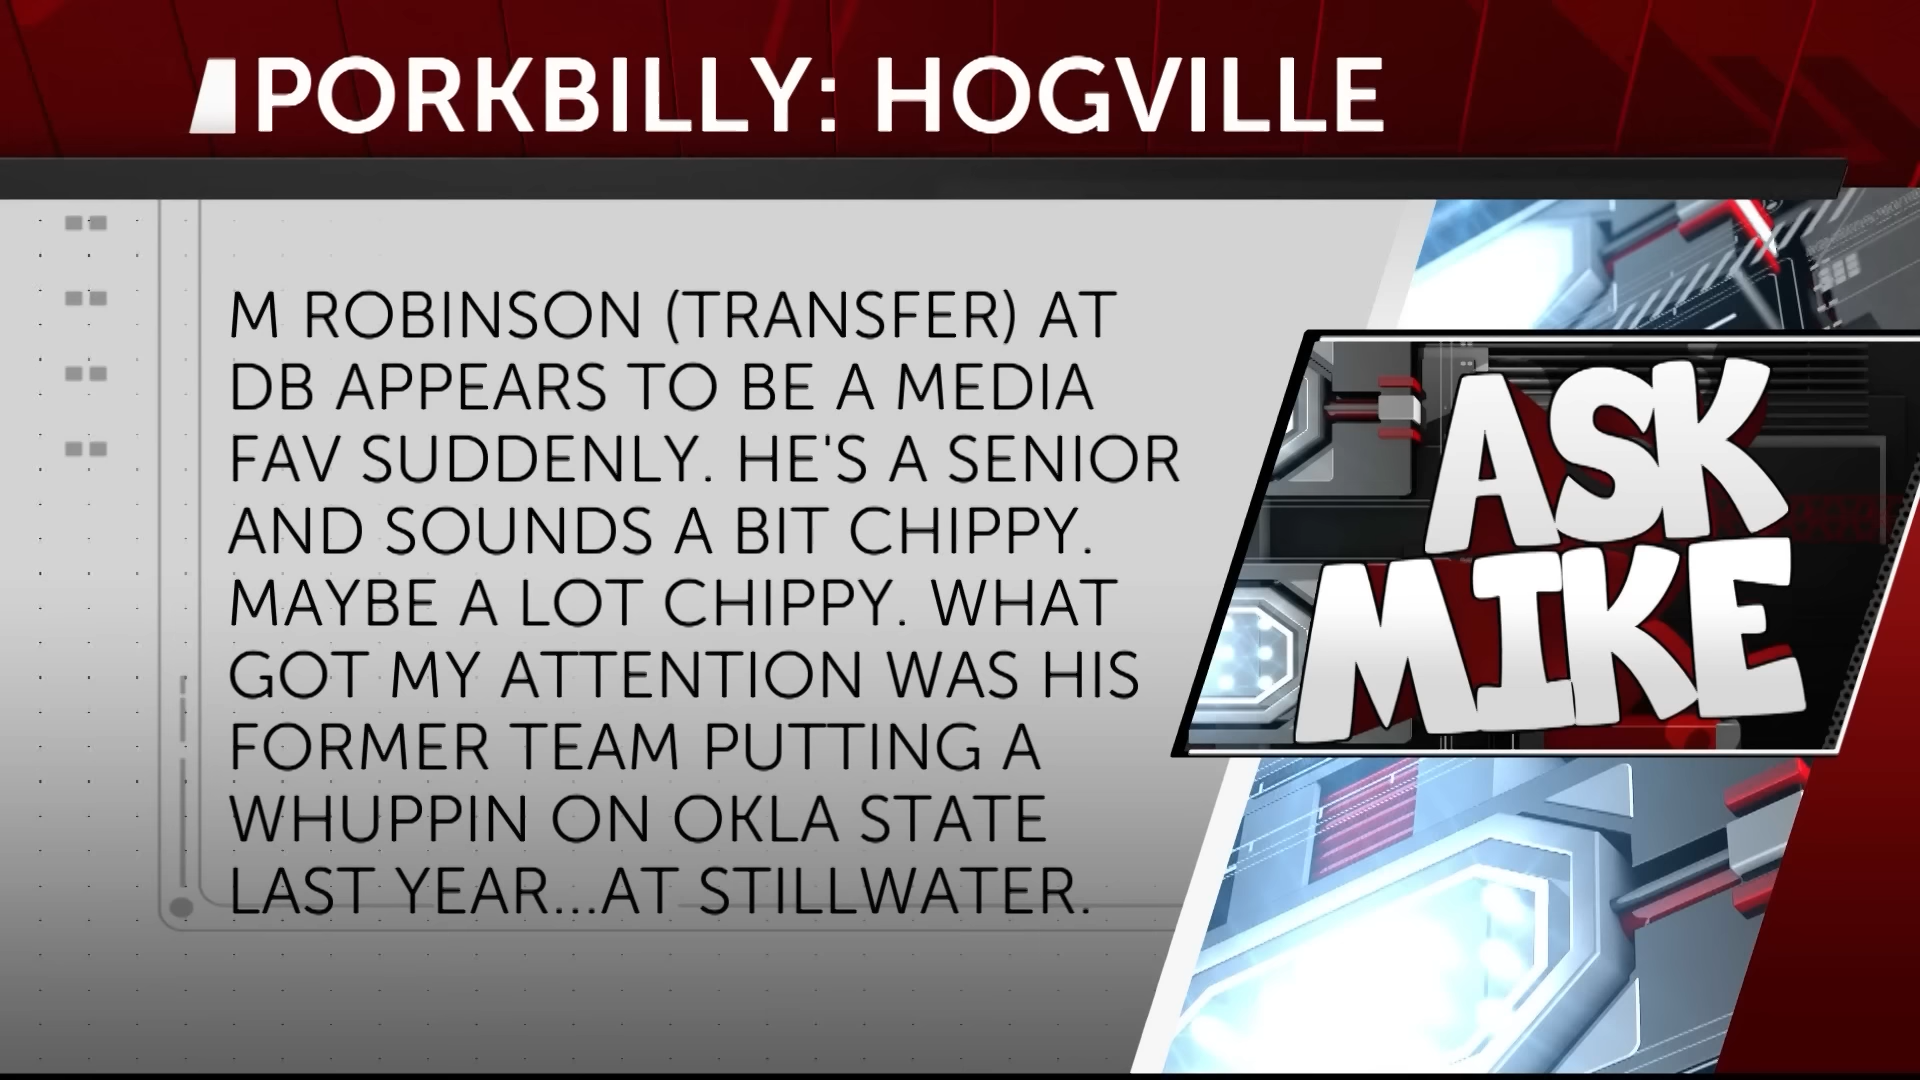 PORKBILLY: HOGVILLE
M ROBINSON (TRANSFER) AT
DB APPEARS TO BE A MEDIA
FAV SUDDENLY. HE'S A SENIOR
AND SOUNDS A BIT CHIPPY.
MAYBE A LOT CHIPPY. WHAT
GOT MY ATTENTION WAS HIS
FORMER TEAM PUTTING A
WHUPPIN ON OKLA STATE
LAST YEAR...AT STILLWATER.
ASK
MIKE